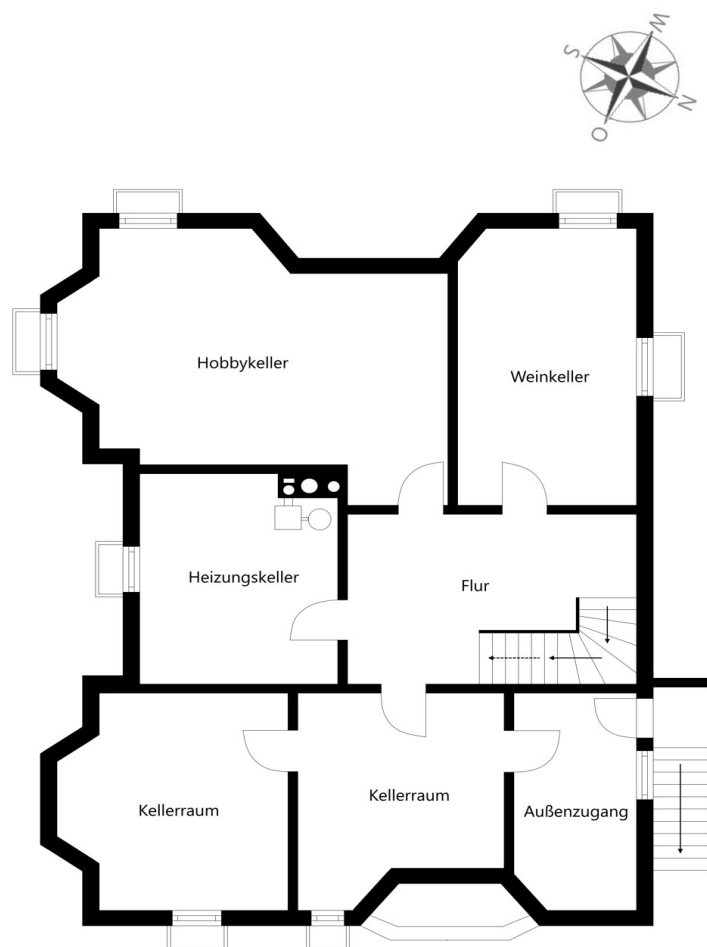 W
S
N
O
Hobbykeller
Weinkeller
Heizungskeller
Flur
Kellerraum
Kellerraum
Außenzugang